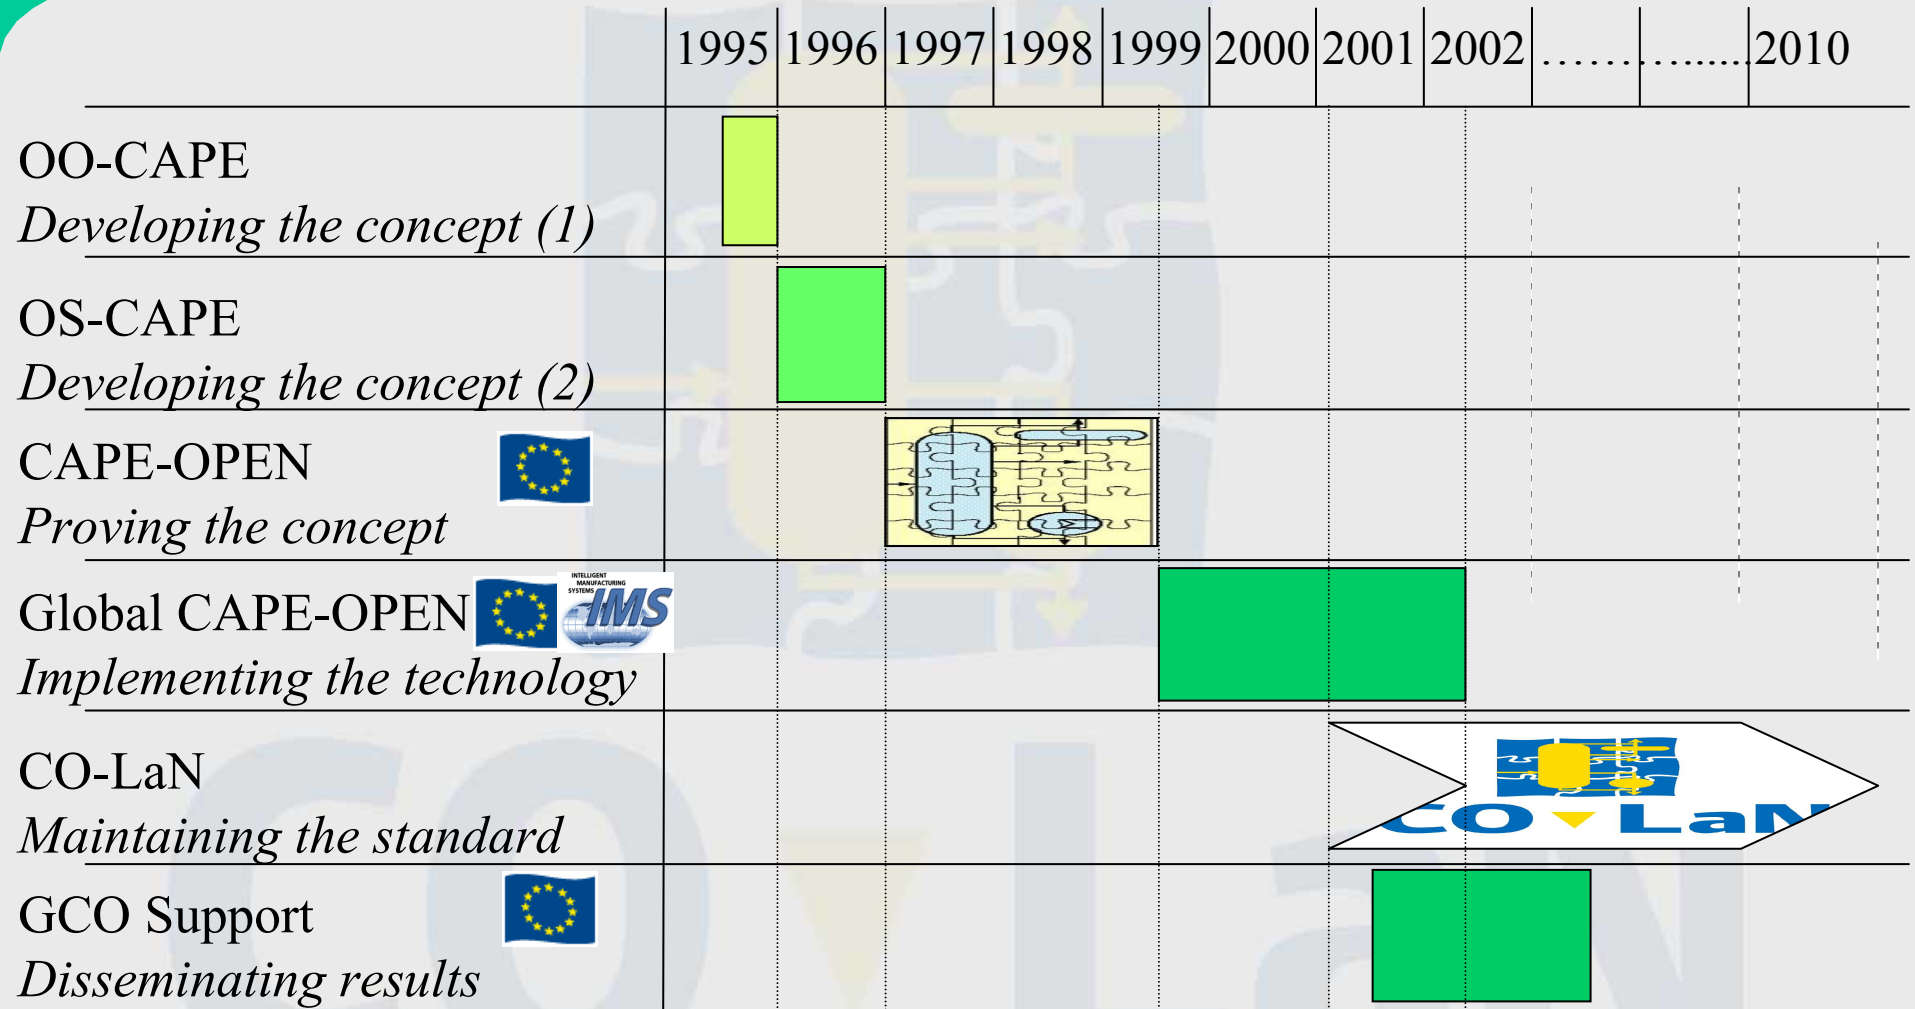 1995 1996 1997 1998 1999 2000 2001 2002 ……………... 2010
OO-CAPE
Developing the concept (1)
OS-CAPE
Developing the concept (2)
CAPE-OPEN
Proving the concept
Global CAPE-OPEN
INTELLIGENT
MANUFACTURING
SYSTEMS
IMS
Implementing the technology
CO-LaN
Maintaining the standard
CO LaN
GCO Support
Disseminating results
CO LaN